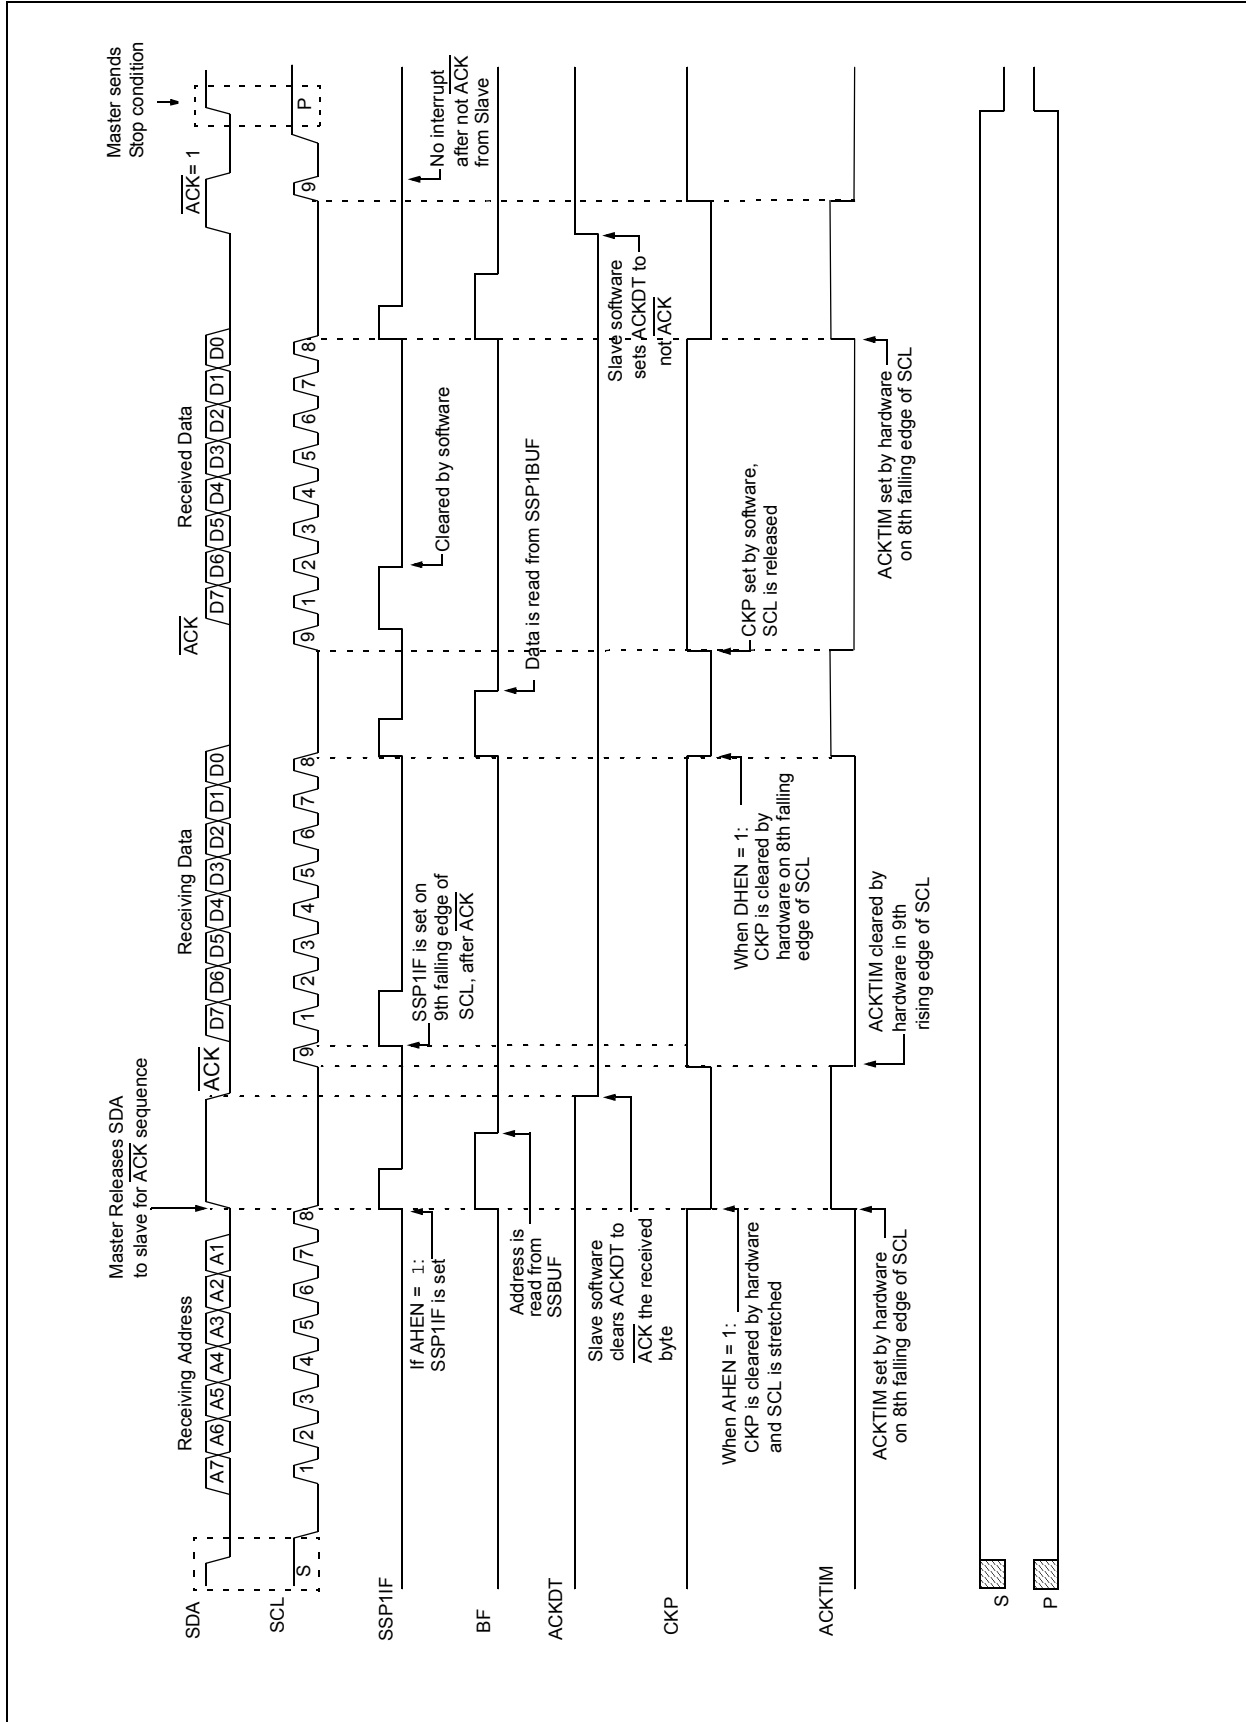 Master Releases SDA
to slave for ACK sequence
Master sends
Stop condition
Receiving Address
Receiving Data
Received Data
ACK
ACK
ACK= 1
SDA
A7 A6 A5 A4 A3 A2 A1
D7 D6 D5 D4 D3 D2 D1 D0
D7 D6 D5 D4 D3 D2 D1 D0
SCL
S
1 2 3 4 5 6 7 8 9
1 2 3 4 5 6 7 8 9
1 2 3 4 5 6 7 8 9
P
SSP1IF
If AHEN = 1:
SSP1IF is set
SSP1IF is set on
9th falling edge of
SCL, after ACK
Cleared by software
No interrupt
after not ACK
from Slave
BF
Address is
read from
SSBUF
Data is read from SSP1BUF
ACKDT
Slave software
clears ACKDT to
ACK the received
byte
Slave software
sets ACKDT to
not ACK
CKP
When AHEN = 1:
CKP is cleared by hardware
and SCL is stretched
When DHEN = 1:
CKP is cleared by
hardware on 8th falling
edge of SCL
CKP set by software,
SCL is released
ACKTIM
ACKTIM set by hardware
on 8th falling edge of SCL
ACKTIM cleared by
hardware in 9th
rising edge of SCL
ACKTIM set by hardware
on 8th falling edge of SCL
S
P